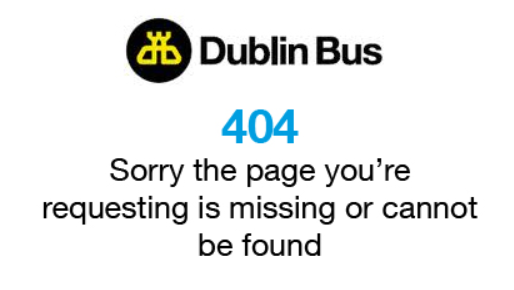 Dublin Bus
404
Sorry the page you’re
requesting is missing or cannot
be found